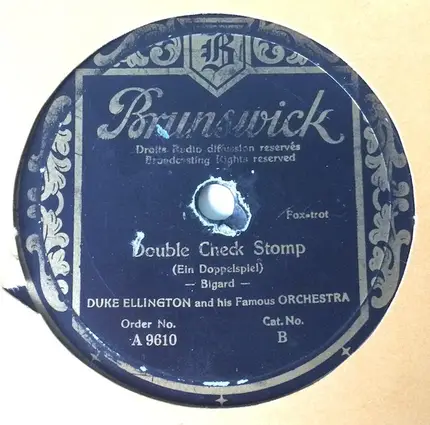 B
Brunswick
Droits Radio diffusion reservés
Broadcasting Rights reserved
Fox-trot
Double Check Stomp
(Ein Doppelspiel)
— Bigard —
DUKE ELLINGTON and his Famous ORCHESTRA
Order No. Cat. No.
A 9610 B